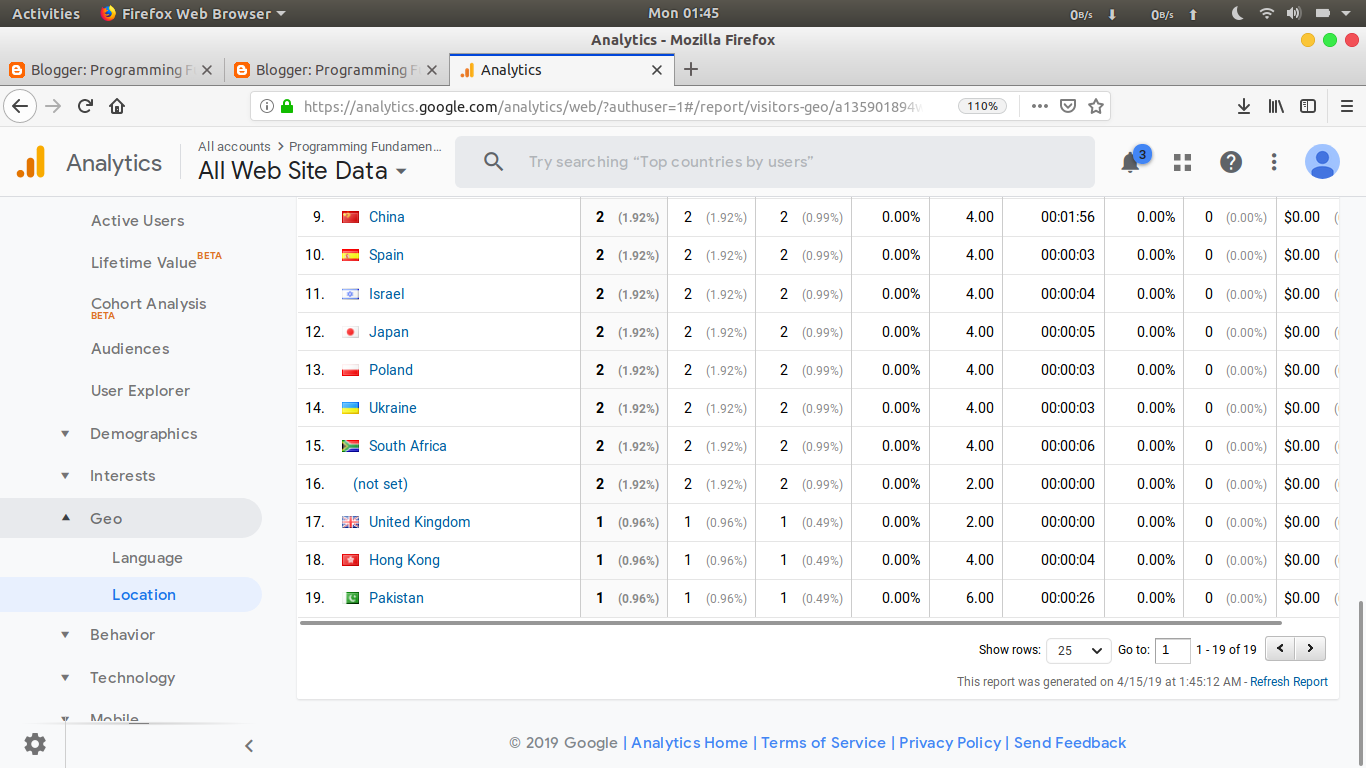 Activities Firefox Web Browser Mon 01:45 0B/s 0B/s
Analytics - Mozilla Firefox
Blogger: Programming F Blogger: Programming F Analytics
https://analytics.google.com/analytics/web/?authuser=1#/report/visitors-geo/a135901894 110%
Analytics
All accounts > Programming Fundamen...
All Web Site Data
Try searching “Top countries by users”
3
Active Users
Lifetime Value BETA
Cohort Analysis
BETA
Audiences
User Explorer
Demographics
Interests
Geo
Language
Location
Behavior
Technology
Mobile
9. China 2 (1.92%) 2 (1.92%) 2 (0.99%) 0.00% 4.00 00:01:56 0.00% 0 (0.00%) $0.00 (
10. Spain 2 (1.92%) 2 (1.92%) 2 (0.99%) 0.00% 4.00 00:00:03 0.00% 0 (0.00%) $0.00 (
11. Israel 2 (1.92%) 2 (1.92%) 2 (0.99%) 0.00% 4.00 00:00:04 0.00% 0 (0.00%) $0.00 (
12. Japan 2 (1.92%) 2 (1.92%) 2 (0.99%) 0.00% 4.00 00:00:05 0.00% 0 (0.00%) $0.00 (
13. Poland 2 (1.92%) 2 (1.92%) 2 (0.99%) 0.00% 4.00 00:00:03 0.00% 0 (0.00%) $0.00 (
14. Ukraine 2 (1.92%) 2 (1.92%) 2 (0.99%) 0.00% 4.00 00:00:03 0.00% 0 (0.00%) $0.00 (
15. South Africa 2 (1.92%) 2 (1.92%) 2 (0.99%) 0.00% 4.00 00:00:06 0.00% 0 (0.00%) $0.00 (
16. (not set) 2 (1.92%) 2 (1.92%) 2 (0.99%) 0.00% 2.00 00:00:00 0.00% 0 (0.00%) $0.00 (
17. United Kingdom 1 (0.96%) 1 (0.96%) 1 (0.49%) 0.00% 2.00 00:00:00 0.00% 0 (0.00%) $0.00 (
18. Hong Kong 1 (0.96%) 1 (0.96%) 1 (0.49%) 0.00% 4.00 00:00:04 0.00% 0 (0.00%) $0.00 (
19. Pakistan 1 (0.96%) 1 (0.96%) 1 (0.49%) 0.00% 6.00 00:00:26 0.00% 0 (0.00%) $0.00 (
Show rows: 25 Go to: 1 1 - 19 of 19
This report was generated on 4/15/19 at 1:45:12 AM - Refresh Report
© 2019 Google | Analytics Home | Terms of Service | Privacy Policy | Send Feedback